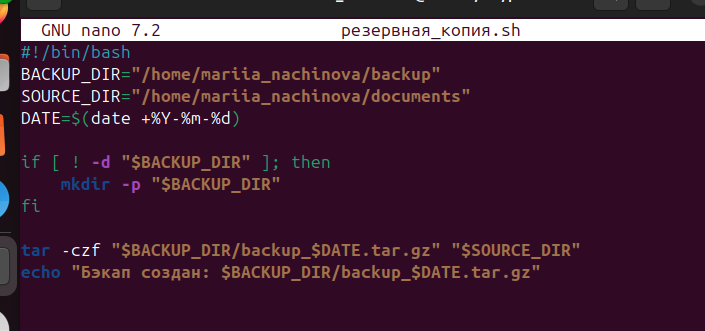 GNU nano 7.2 резервная_копия.sh
#!/bin/bash
BACKUP_DIR="/home/mariia_nachinova/backup"
SOURCE_DIR="/home/mariia_nachinova/documents"
DATE=$(date +%Y-%m-%d)
if [ ! -d "$BACKUP_DIR" ]; then
    mkdir -p "$BACKUP_DIR"
fi
tar -czf "$BACKUP_DIR/backup_$DATE.tar.gz" "$SOURCE_DIR"
echo "Бэкап создан: $BACKUP_DIR/backup_$DATE.tar.gz"